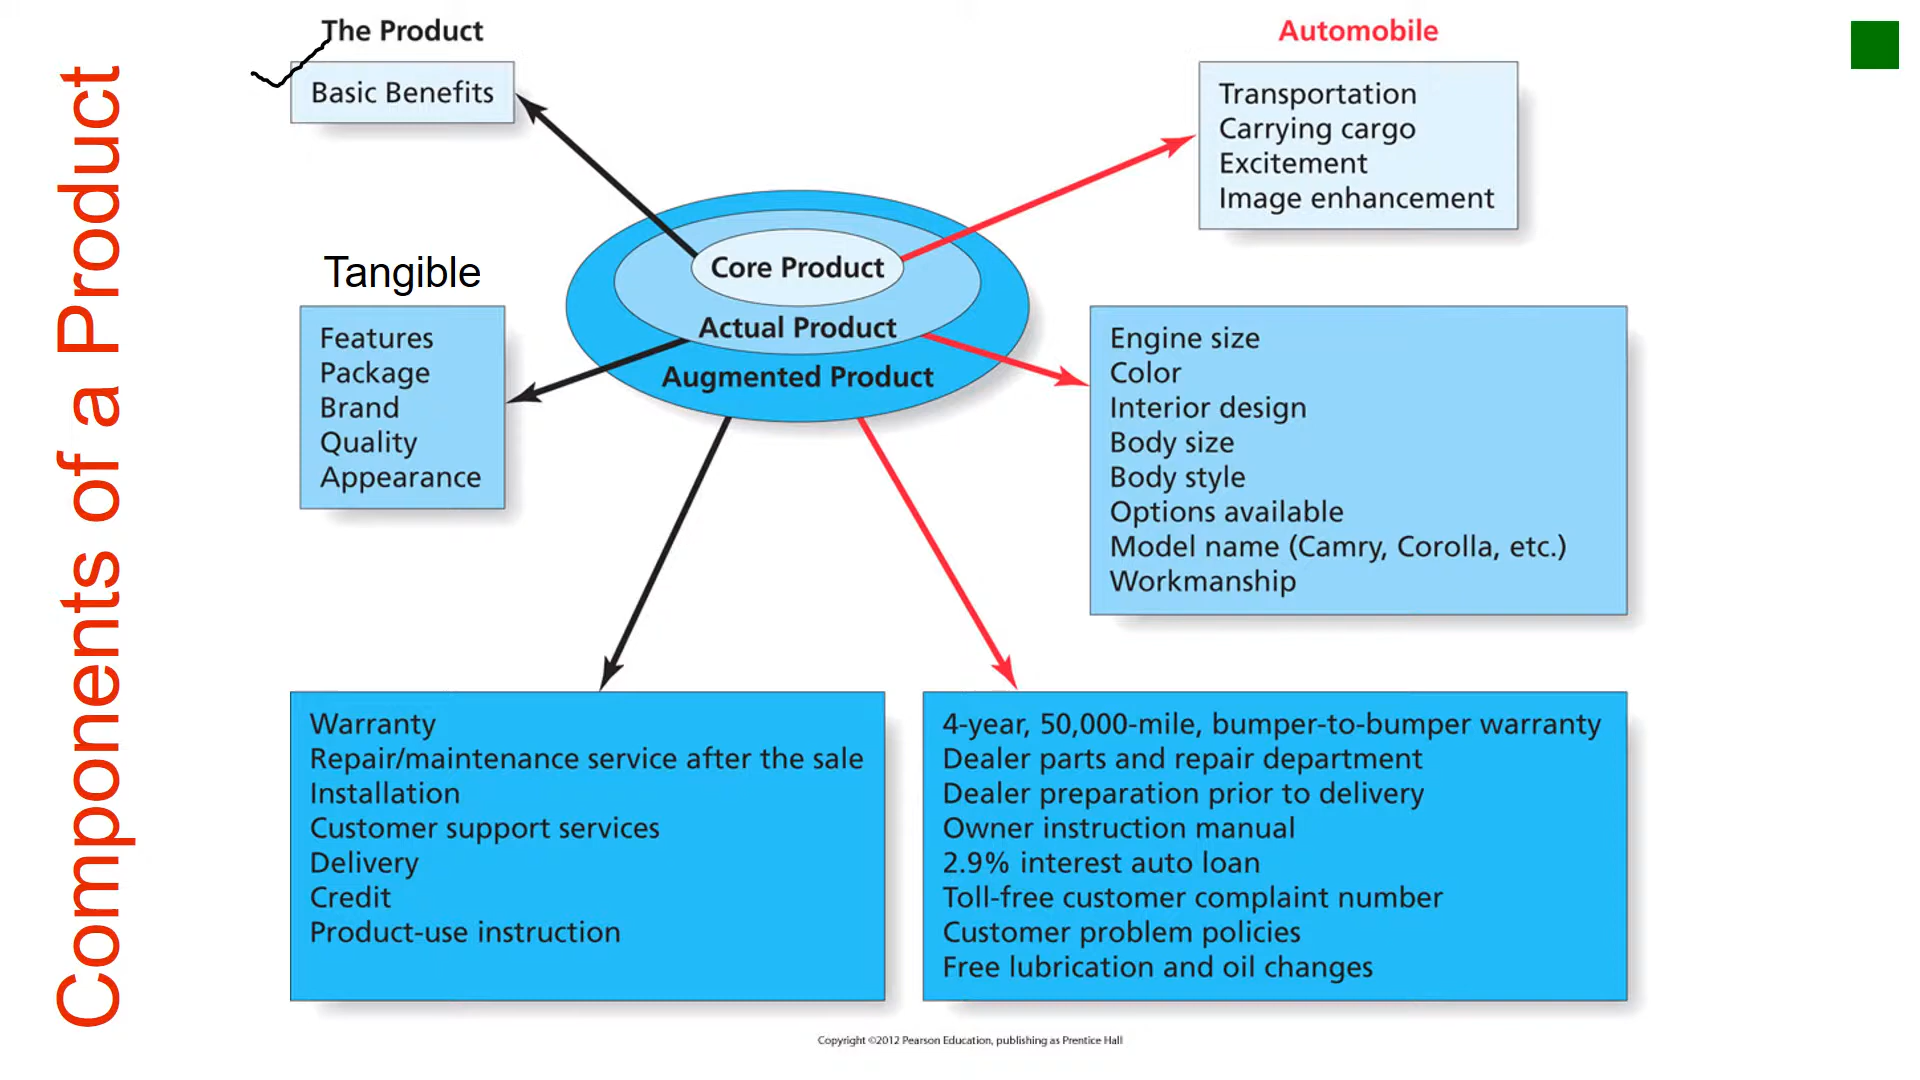 Components of a Product
The Product
Basic Benefits
Automobile
Transportation
Carrying cargo
Excitement
Image enhancement
Core Product
Actual Product
Augmented Product
Tangible
Features
Package
Brand
Quality
Appearance
Engine size
Color
Interior design
Body size
Body style
Options available
Model name (Camry, Corolla, etc.)
Workmanship
Warranty
Repair/maintenance service after the sale
Installation
Customer support services
Delivery
Credit
Product-use instruction
4-year, 50,000-mile, bumper-to-bumper warranty
Dealer parts and repair department
Dealer preparation prior to delivery
Owner instruction manual
2.9% interest auto loan
Toll-free customer complaint number
Customer problem policies
Free lubrication and oil changes
Copyright ©2012 Pearson Education, publishing as Prentice Hall